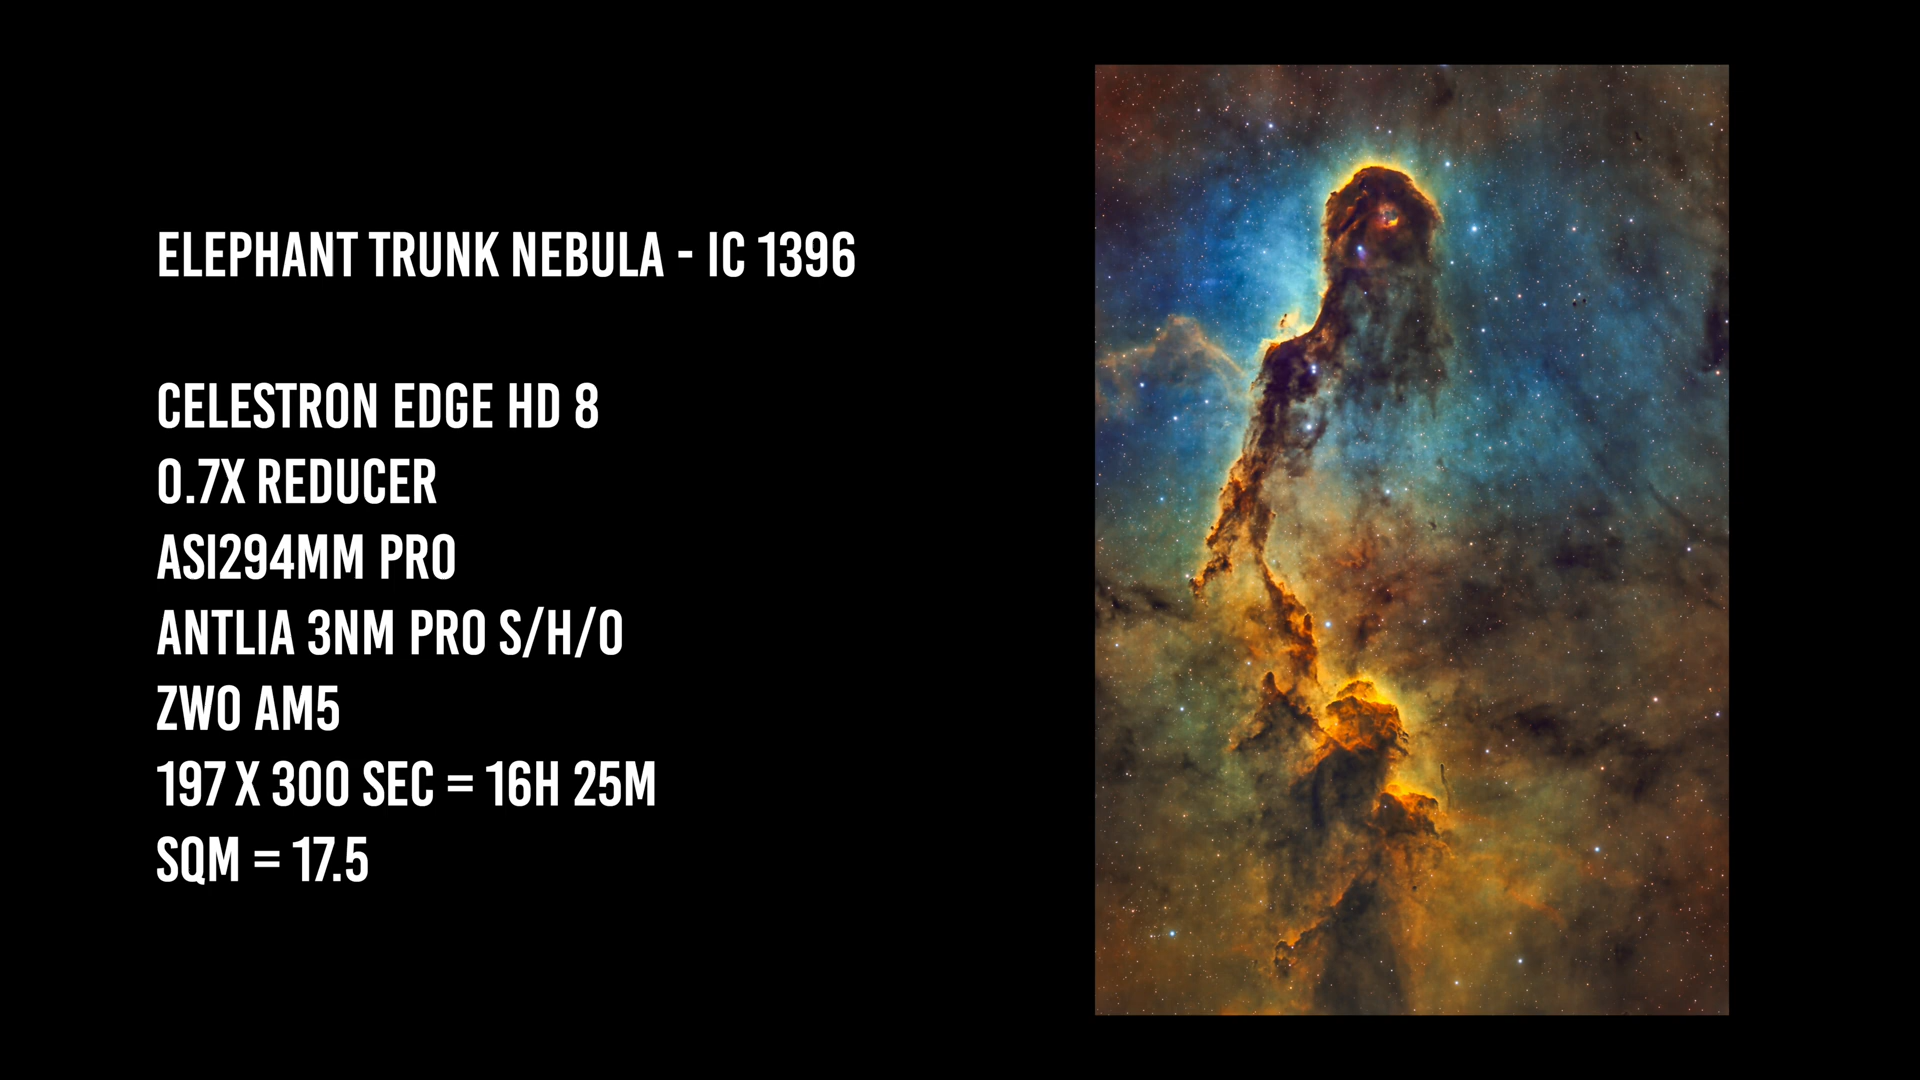 ELEPHANT TRUNK NEBULA - IC 1396
CELESTRON EDGE HD 8
0.7X REDUCER
ASI294MM PRO
ANTLIA 3NM PRO S/H/O
ZWO AM5
197 X 300 SEC = 16H 25M
SQM = 17.5